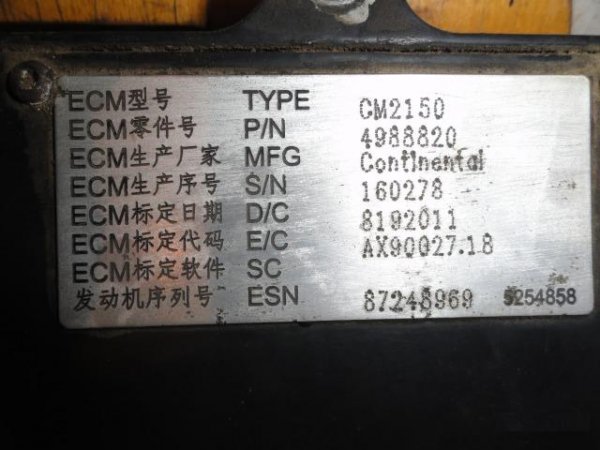 ECM型号 TYPE CM2150
ECM零件号 P/N 4988820
ECM生产厂家 MFG Continental
ECM生产序号 S/N 160278
ECM标定日期 D/C 8192011
ECM标定代码 E/C AX90027.18
ECM标定软件 SC
发动机序列号 ESN 87248969 5254858